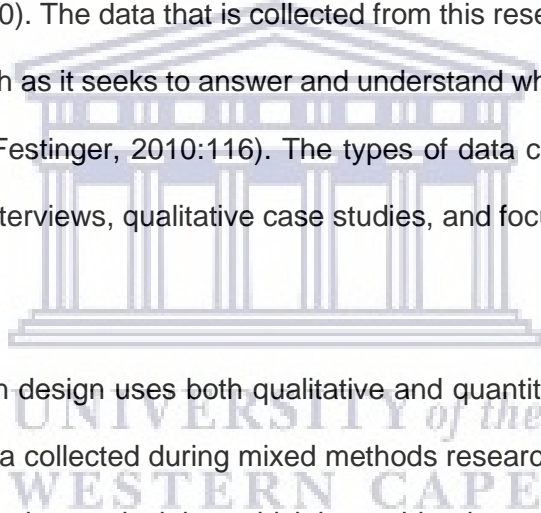 0). The data that is collected from this rese
h as it seeks to answer and understand wh
Festinger, 2010:116). The types of data c
terviews, qualitative case studies, and focu
n design uses both qualitative and quantit
UNIVERSITY of the
a collected during mixed methods researc
WESTERN CAPE